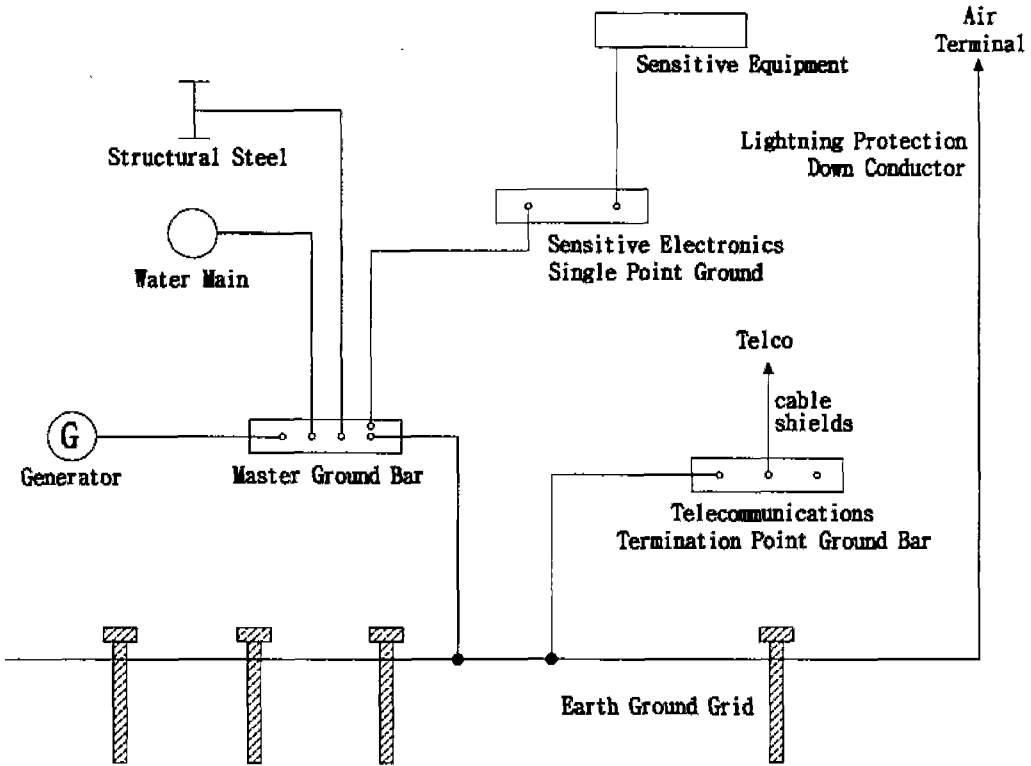 Air
Terminal
Sensitive Equipment
Structural Steel
Lightning Protection
Down Conductor
Sensitive Electronics
Single Point Ground
Water Main
Telco
cable
shields
G
Generator
Master Ground Bar
Telecommunications
Termination Point Ground Bar
Earth Ground Grid